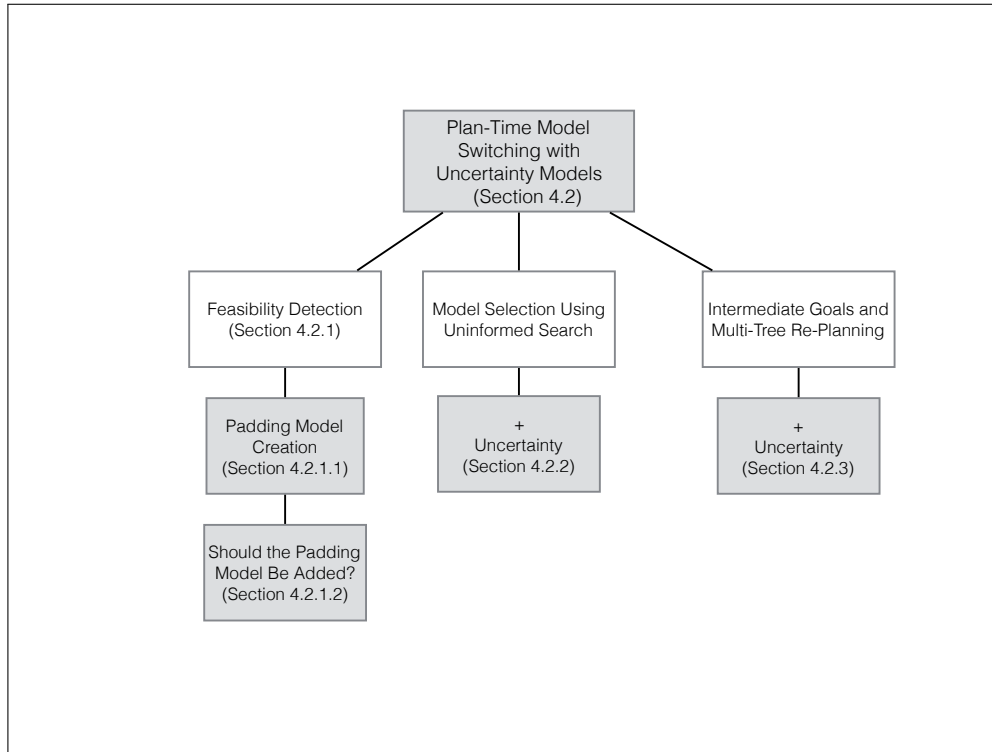 Plan-Time Model
Switching with
Uncertainty Models
(Section 4.2)
Feasibility Detection
(Section 4.2.1)
Model Selection Using
Uninformed Search
Intermediate Goals and
Multi-Tree Re-Planning
Padding Model
Creation
(Section 4.2.1.1)
+
Uncertainty
(Section 4.2.2)
+
Uncertainty
(Section 4.2.3)
Should the Padding
Model Be Added?
(Section 4.2.1.2)